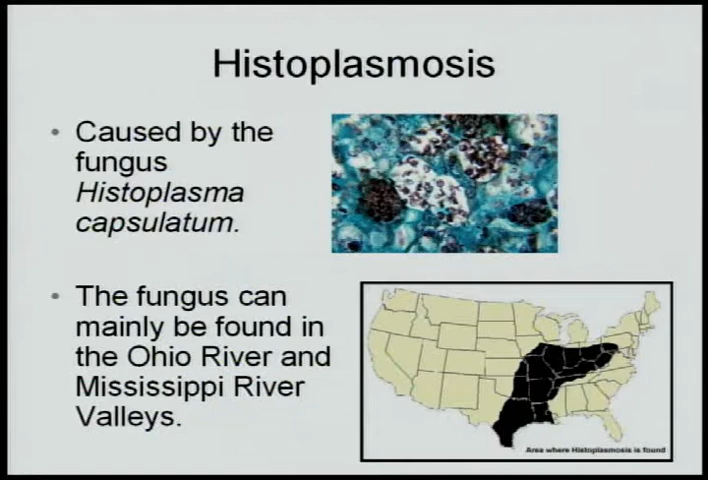 Histoplasmosis
• Caused by the
fungus
Histoplasma
capsulatum.
• The fungus can
mainly be found in
the Ohio River and
Mississippi River
Valleys.
Area where Histoplasmosis is found